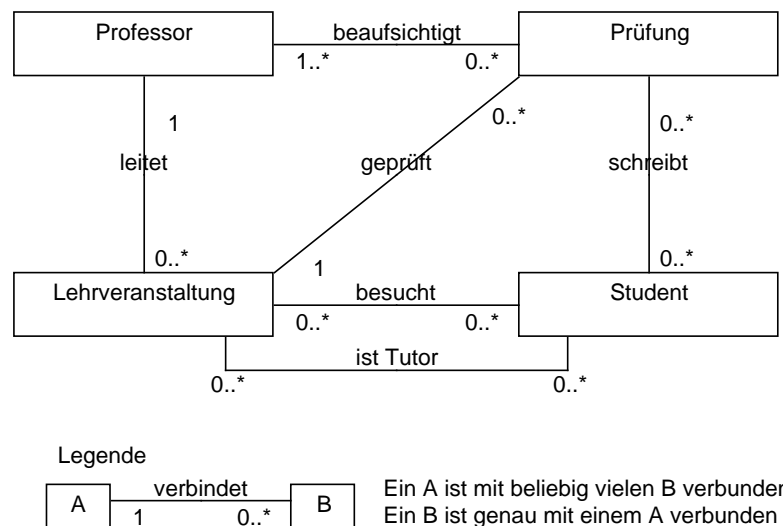 Professor
beaufsichtigt
Prüfung
1..*
0..*
1
0..*
0..*
leitet
geprüft
schreibt
0..*
1
0..*
Lehrveranstaltung
besucht
Student
0..*
0..*
ist Tutor
0..*
0..*
Legende
A
verbindet
B
Ein A ist mit beliebig vielen B verbunden
1
0..*
Ein B ist genau mit einem A verbunden